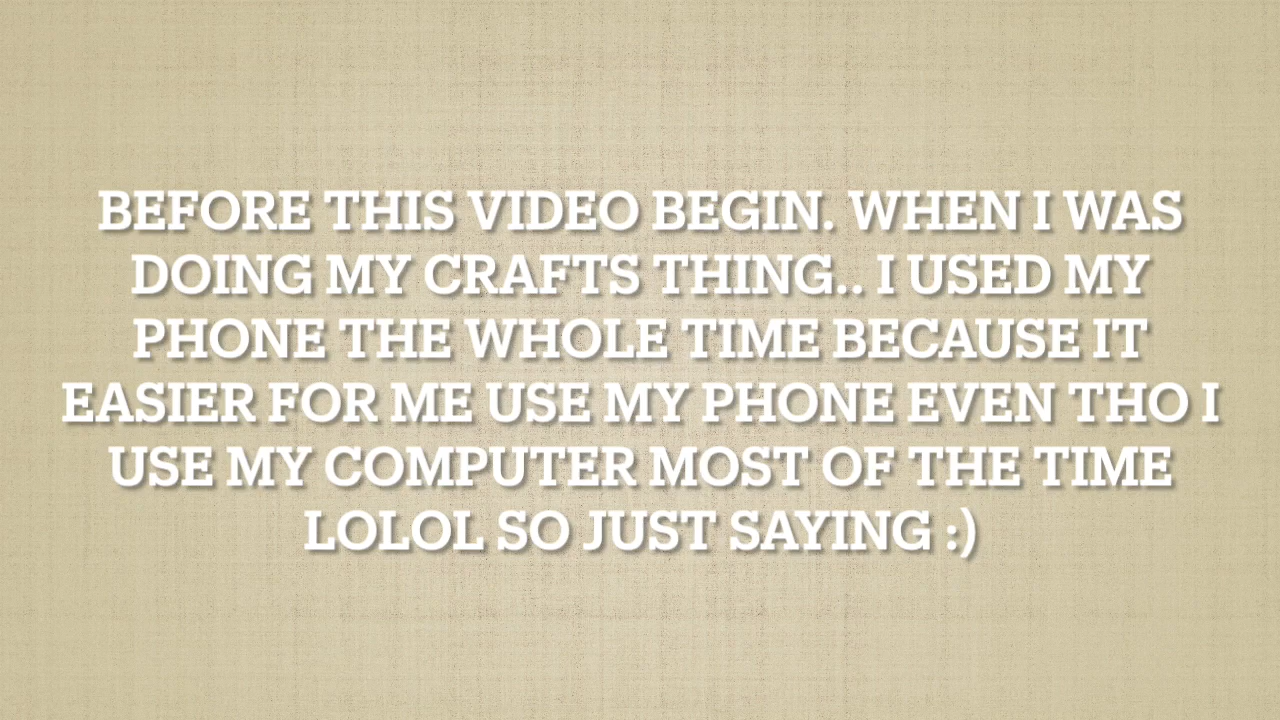 BEFORE THIS VIDEO BEGIN. WHEN I WAS
DOING MY CRAFTS THING.. I USED MY
PHONE THE WHOLE TIME BECAUSE IT
EASIER FOR ME USE MY PHONE EVEN THO I
USE MY COMPUTER MOST OF THE TIME
LOLOL SO JUST SAYING :)